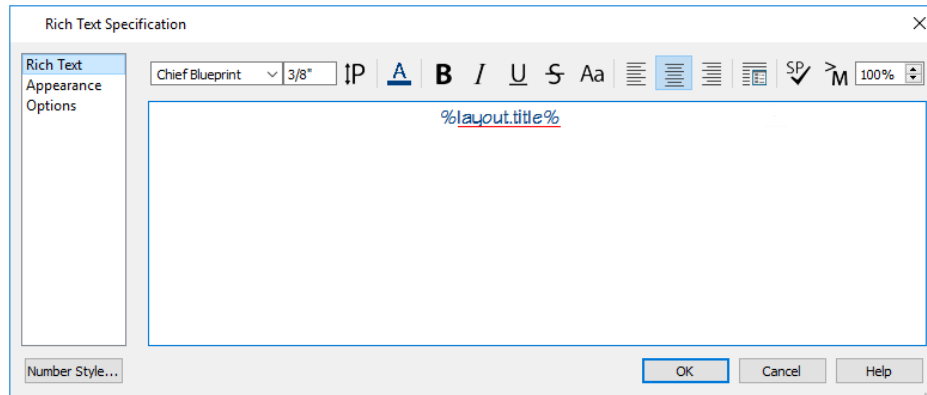 Rich Text Specification
Rich Text
Appearance
Options
Chief Blueprint 3/8" P A B I U S Aa SP M 100%
%layout.title%
Number Style... OK Cancel Help